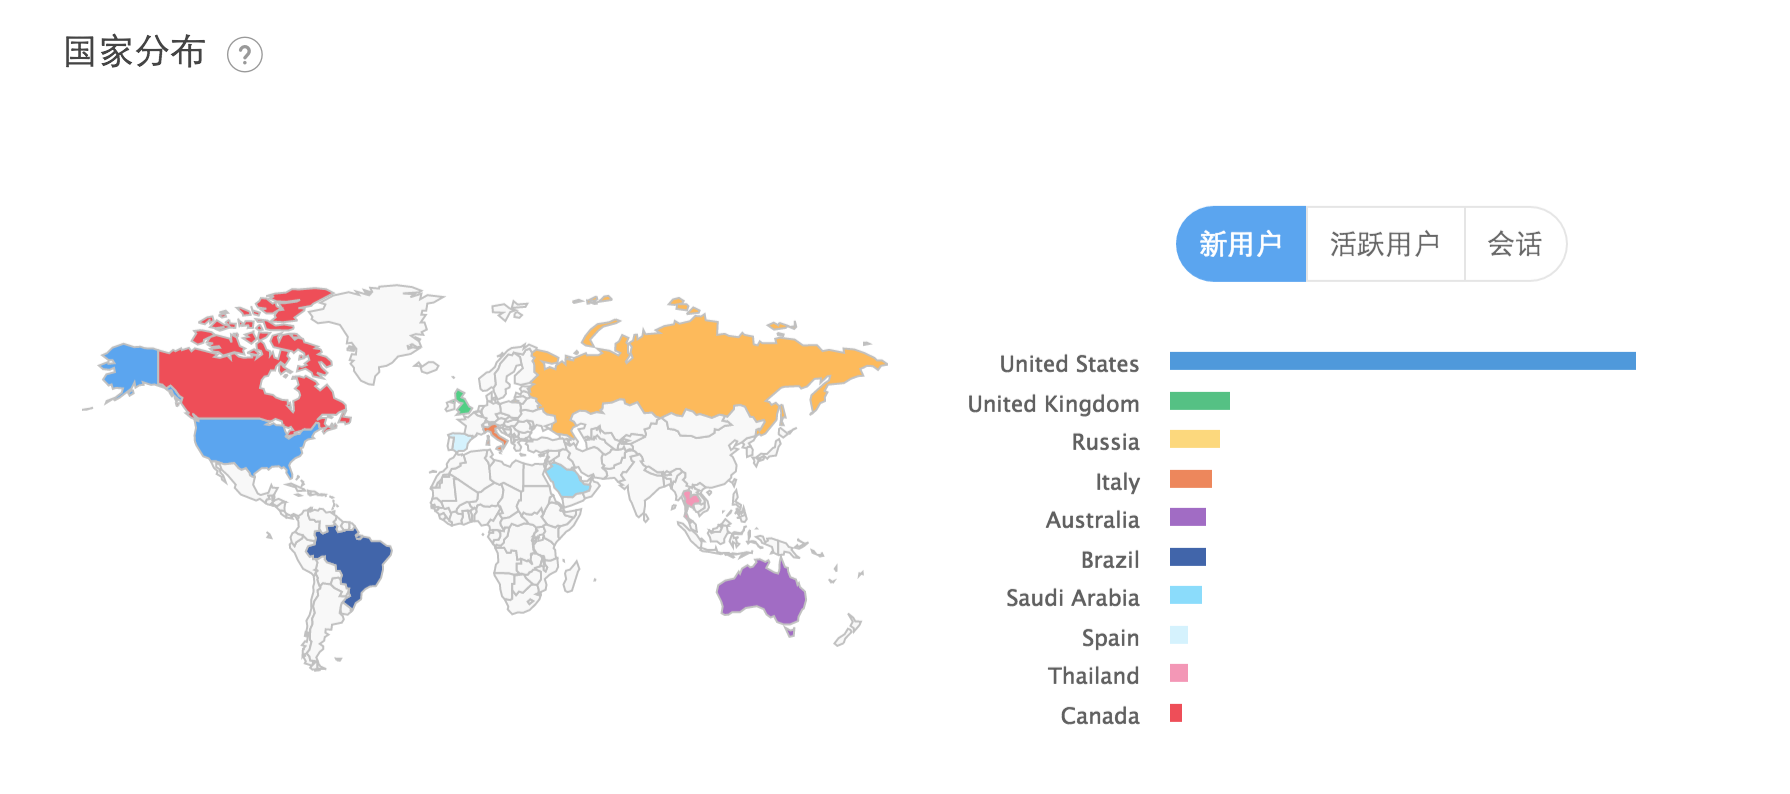 国家分布 ?
新用户 活跃用户 会话
United States
United Kingdom
Russia
Italy
Australia
Brazil
Saudi Arabia
Spain
Thailand
Canada